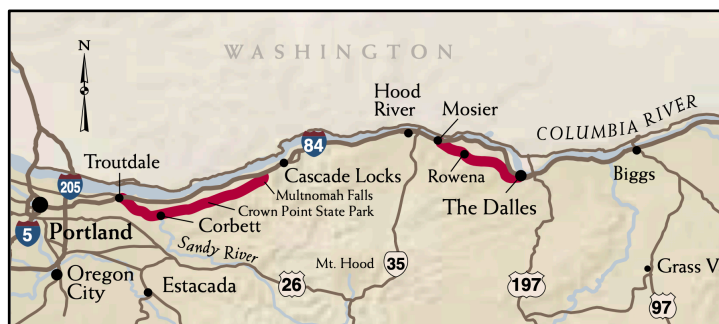 WASHINGTON
N
Hood
River
Mosier
COLUMBIA RIVER
84
Troutdale
Cascade Locks
Rowena
Biggs
205
Multnomah Falls
The Dalles
Crown Point State Park
Portland
Corbett
5
Sandy River
Mt. Hood
35
Grass V
Oregon
City
Estacada
26
197
97